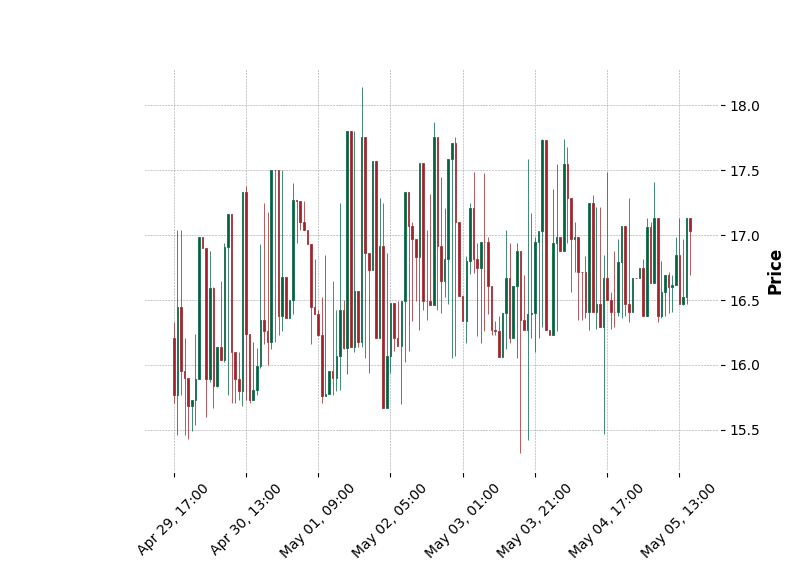 18.0
17.5
17.0
16.5
16.0
15.5
Price
Apr 29, 17:00
Apr 30, 13:00
May 01, 09:00
May 02, 05:00
May 03, 01:00
May 03, 21:00
May 04, 17:00
May 05, 13:00